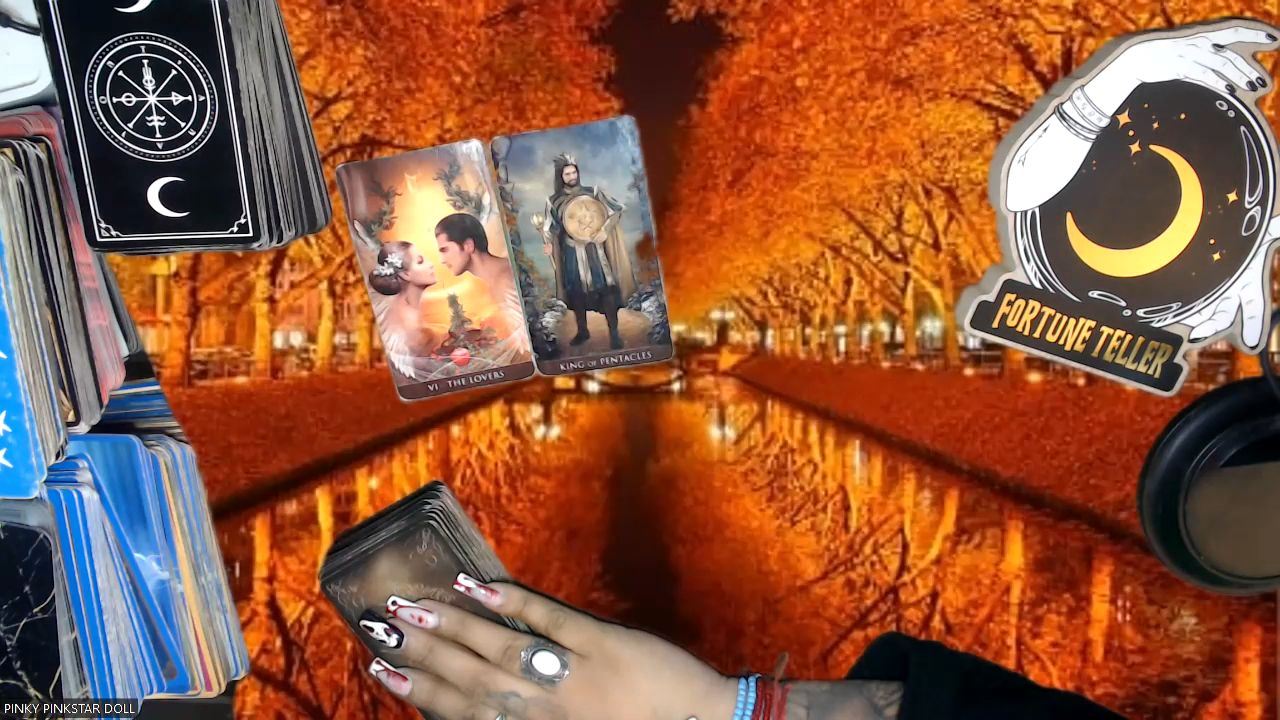 VI THE LOVERS
KING OF PENTACLES
FORTUNE TELLER
PINKY PINKSTAR DOLL